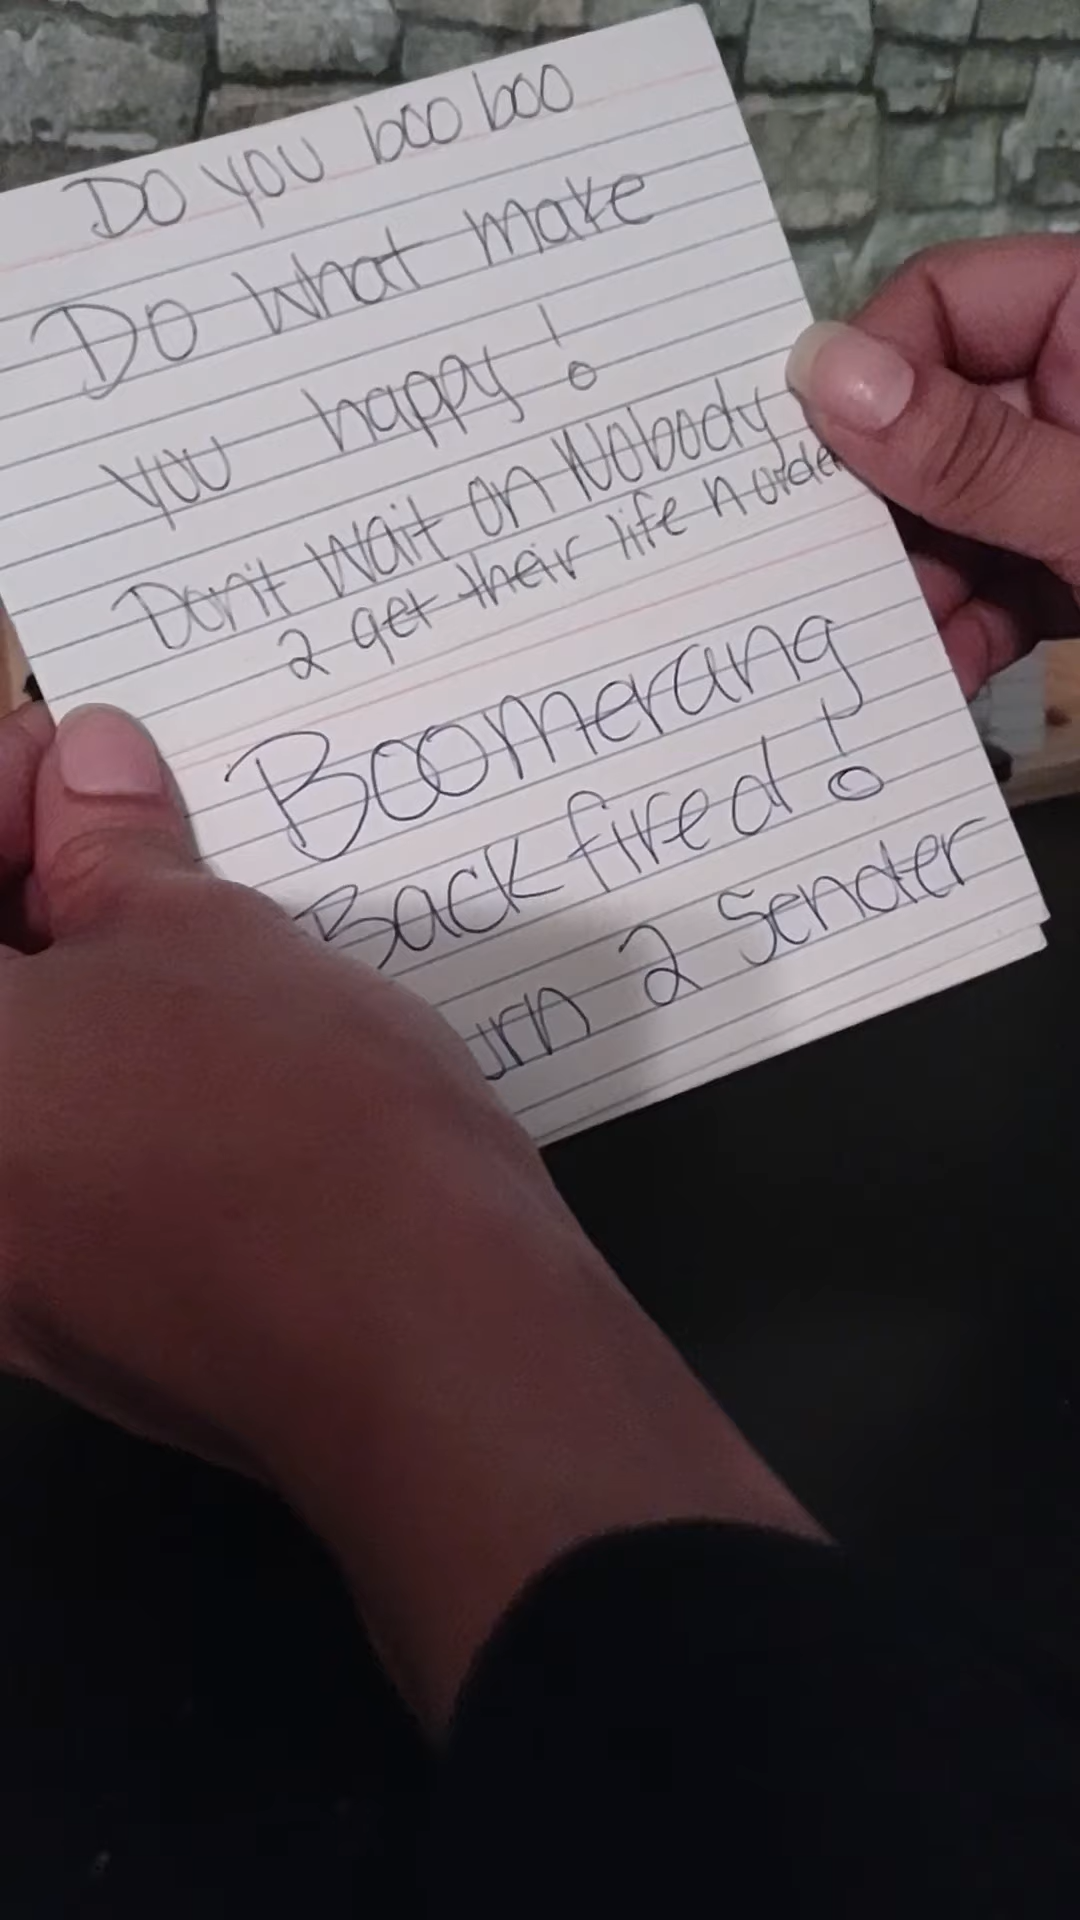 Do you boo boo
Do what make
you happy!
Don't Wait on Nobody
2 get their life n orde
Boomerang
Back fired!
urn 2 Sender